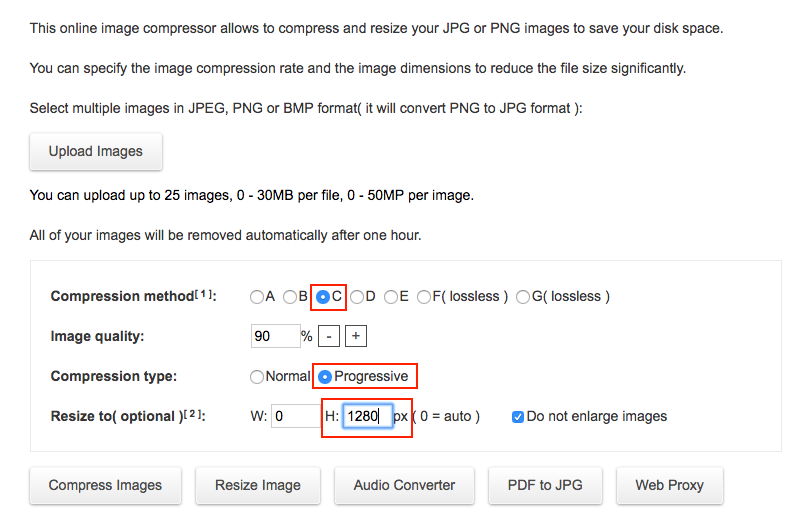 This online image compressor allows to compress and resize your JPG or PNG images to save your disk space.
You can specify the image compression rate and the image dimensions to reduce the file size significantly.
Select multiple images in JPEG, PNG or BMP format( it will convert PNG to JPG format ):
Upload Images
You can upload up to 25 images, 0 - 30MB per file, 0 - 50MP per image.
All of your images will be removed automatically after one hour.
Compression method[1]: A B C D E F( lossless ) G( lossless )
Image quality: 90 % - +
Compression type: Normal Progressive
Resize to( optional )[2]: W: 0 H: 1280 px ( 0 = auto ) Do not enlarge images
Compress Images Resize Image Audio Converter PDF to JPG Web Proxy